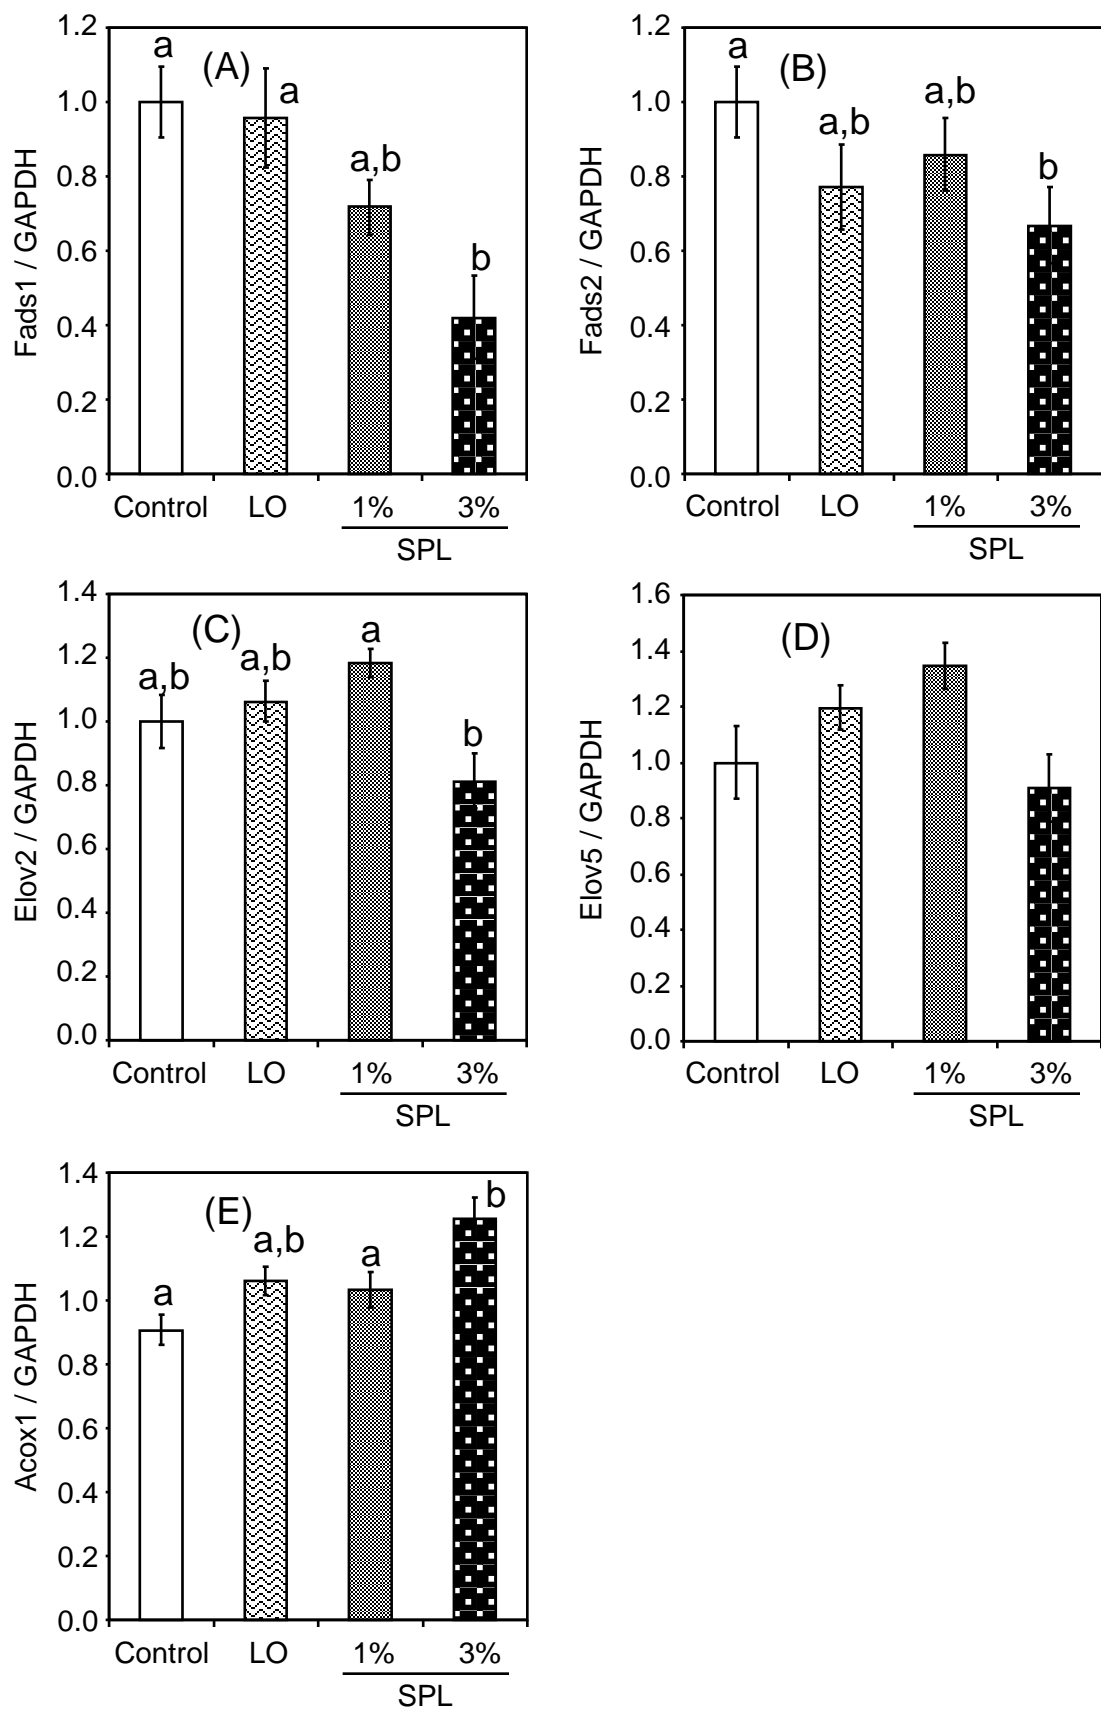 (A)
Fads1 / GAPDH
1.2
1.0
0.8
0.6
0.4
0.2
0.0
a
a
a,b
b
Control LO 1% 3%
SPL
(B)
Fads2 / GAPDH
1.2
1.0
0.8
0.6
0.4
0.2
0.0
a
a,b
a,b
b
Control LO 1% 3%
SPL
(C)
Elov2 / GAPDH
1.4
1.2
1.0
0.8
0.6
0.4
0.2
0.0
a,b
a,b
a
b
Control LO 1% 3%
SPL
(D)
Elov5 / GAPDH
1.6
1.4
1.2
1.0
0.8
0.6
0.4
0.2
0.0
Control LO 1% 3%
SPL
(E)
Acox1 / GAPDH
1.4
1.2
1.0
0.8
0.6
0.4
0.2
0.0
a
a,b
a
b
Control LO 1% 3%
SPL